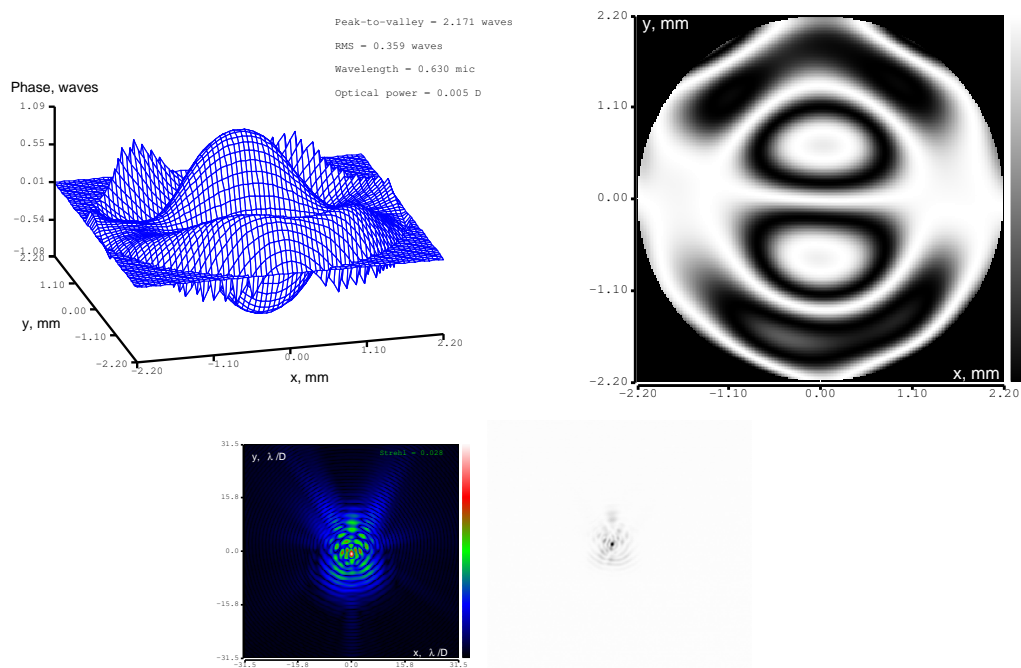 Peak-to-valley = 2.171 waves
RMS = 0.359 waves
Wavelength = 0.630 mic
Optical power = 0.005 D
Phase, waves
1.09
0.55
0.01
-0.54
-1.08
2.20
1.10
0.00
-1.10
-2.20
y, mm
-2.20
-1.10
0.00
1.10
2.20
x, mm
2.20
y, mm
1.10
0.00
-1.10
-2.20
x, mm
-2.20
-1.10
0.00
1.10
2.20
31.5
y, λ/D
Strehl = 0.028
15.8
0.0
-15.8
-31.5
x, λ/D
-31.5
-15.8
0.0
15.8
31.5